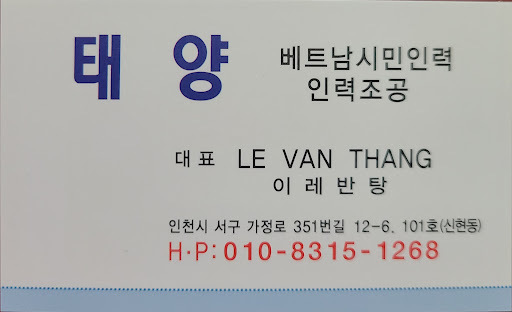 태 양
베트남시민인력
인력조공
대 표 LE VAN THANG
이 레 반 탕
인천시 서구 가정로 351번길 12-6, 101호(신현동)
H·P: 010-8315-1268